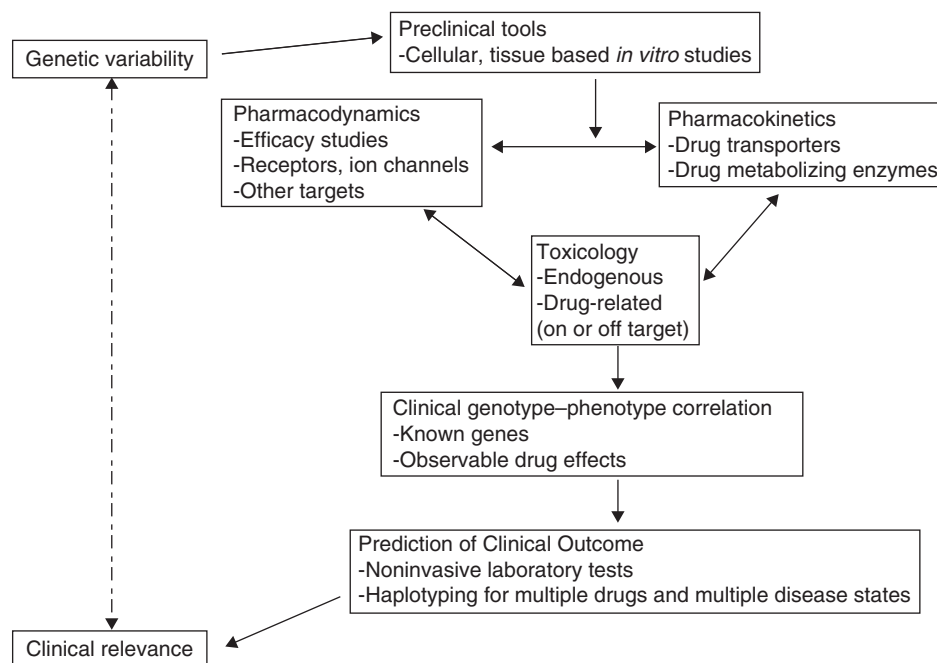 Genetic variability
Preclinical tools
-Cellular, tissue based in vitro studies
Pharmacodynamics
-Efficacy studies
-Receptors, ion channels
-Other targets
Pharmacokinetics
-Drug transporters
-Drug metabolizing enzymes
Toxicology
-Endogenous
-Drug-related
(on or off target)
Clinical genotype–phenotype correlation
-Known genes
-Observable drug effects
Prediction of Clinical Outcome
-Noninvasive laboratory tests
-Haplotyping for multiple drugs and multiple disease states
Clinical relevance